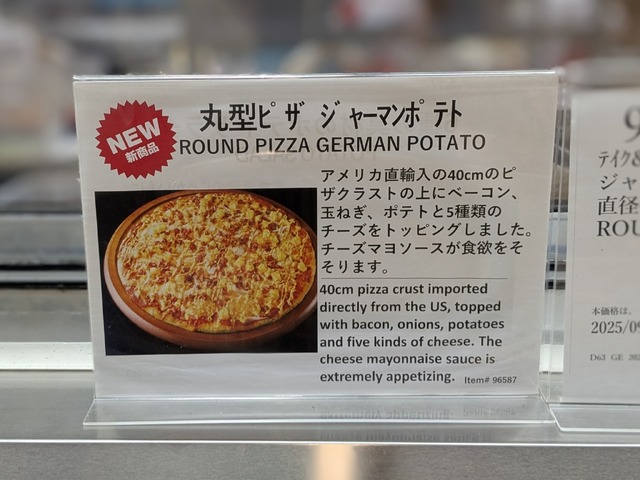 NEW
新商品
丸型ピザ ジャーマンポテト
ROUND PIZZA GERMAN POTATO
アメリカ直輸入の40cmのピ
ザクラストの上にベーコン、
玉ねぎ、ポテトと5種類の
チーズをトッピングしました。
チーズマヨソースが食欲をそ
そります。
40cm pizza crust imported
directly from the US, topped
with bacon, onions, potatoes
and five kinds of cheese. The
cheese mayonnaise sauce is
extremely appetizing. Item# 96587
9
テイク&
ジャ
直径
ROU
本価格は、
2025/09
D63 GE 202